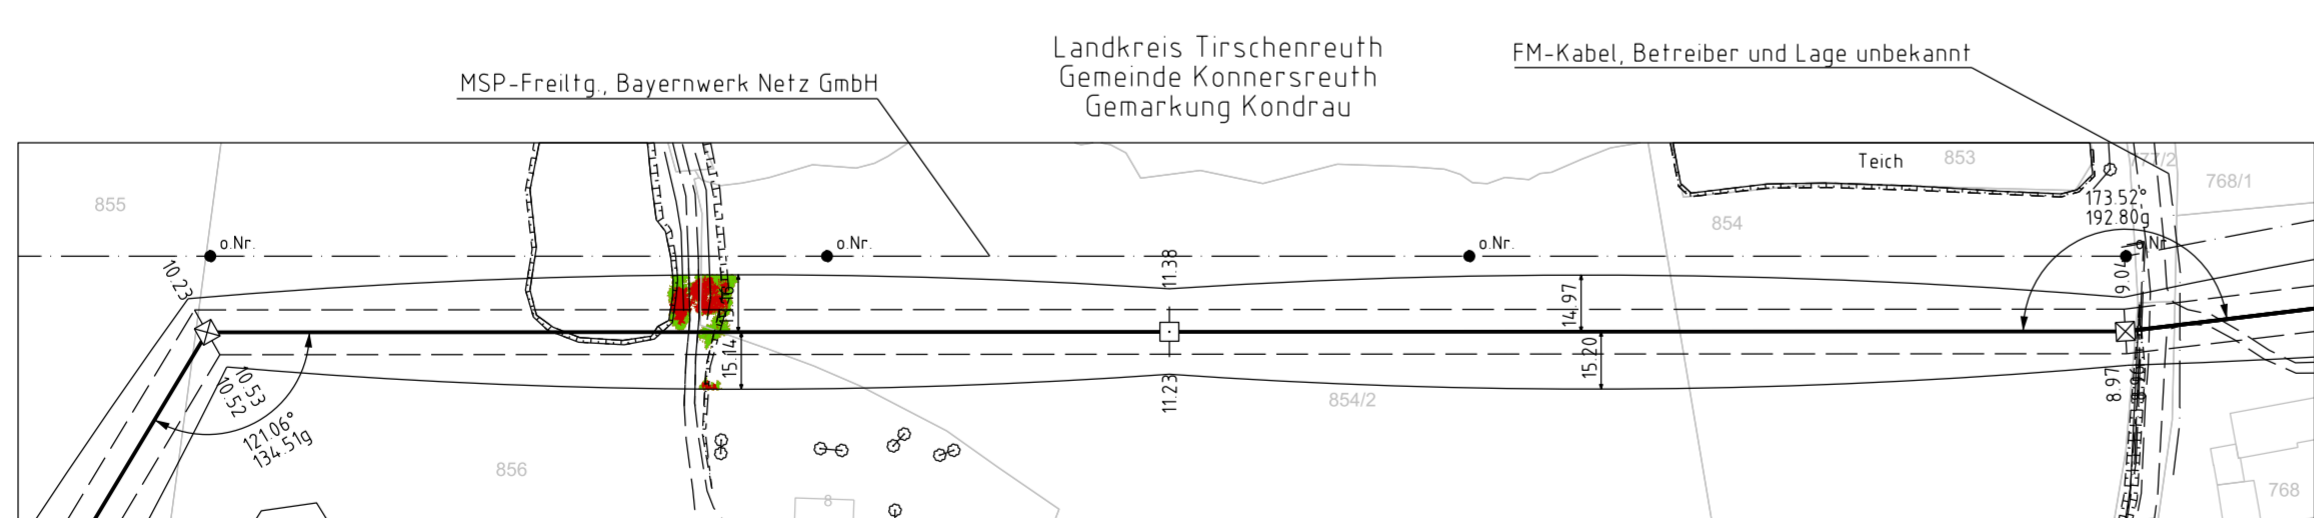 Landkreis Tirschenreuth
Gemeinde Konnersreuth
Gemarkung Kondrau
MSP-Freiltg., Bayernwerk Netz GmbH
FM-Kabel, Betreiber und Lage unbekannt
Teich
853
777/2
768/1
855
854
173.52°
192.80g
o.Nr.
o.Nr.
o.Nr.
o.Nr.
10.23
11.38
14.97
9.04
15.14
15.20
10.53
10.52
11.23
8.97
854/2
121.06°
134.51g
856
8
768